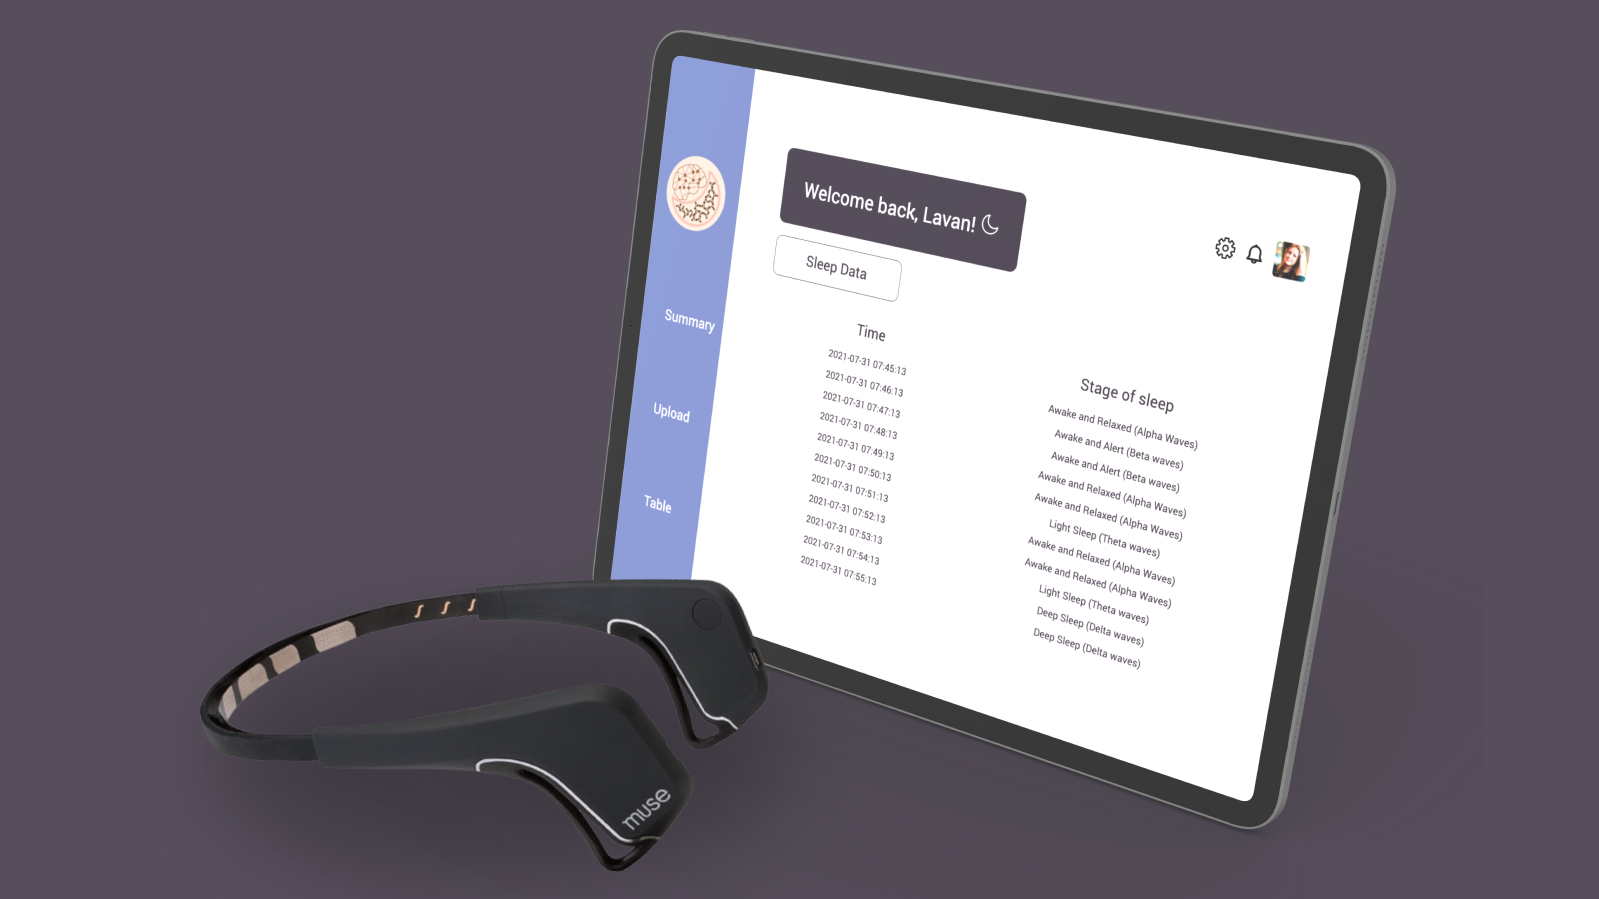 Welcome back, Lavan!
Sleep Data
Summary
Upload
Table
Time
2021-07-31 07:45:13
2021-07-31 07:46:13
2021-07-31 07:47:13
2021-07-31 07:48:13
2021-07-31 07:49:13
2021-07-31 07:50:13
2021-07-31 07:51:13
2021-07-31 07:52:13
2021-07-31 07:53:13
2021-07-31 07:54:13
2021-07-31 07:55:13
Stage of sleep
Awake and Relaxed (Alpha Waves)
Awake and Alert (Beta waves)
Awake and Alert (Beta waves)
Awake and Relaxed (Alpha Waves)
Awake and Relaxed (Alpha Waves)
Light Sleep (Theta waves)
Awake and Relaxed (Alpha Waves)
Awake and Relaxed (Alpha Waves)
Light Sleep (Theta waves)
Deep Sleep (Delta waves)
Deep Sleep (Delta waves)
muse